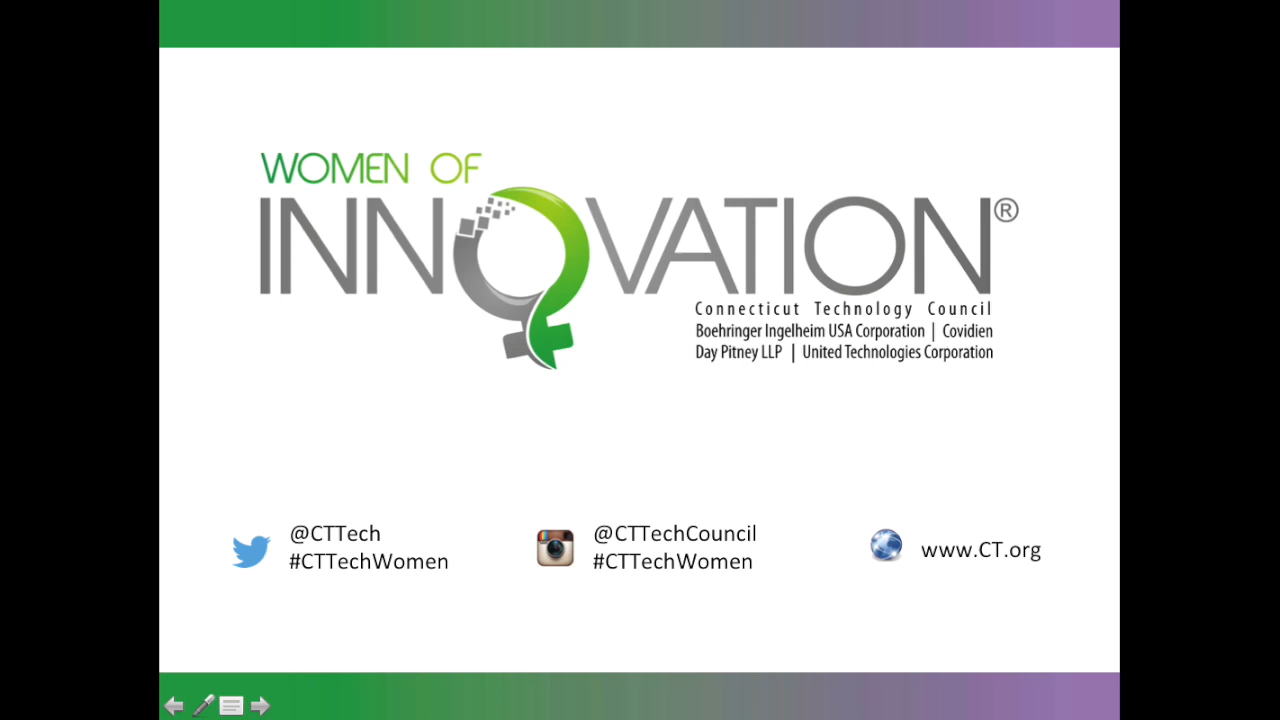 WOMEN OF
INNOVATION®
Connecticut Technology Council
Boehringer Ingelheim USA Corporation | Covidien
Day Pitney LLP | United Technologies Corporation
@CTTech
#CTTechWomen
@CTTechCouncil
#CTTechWomen
www.CT.org